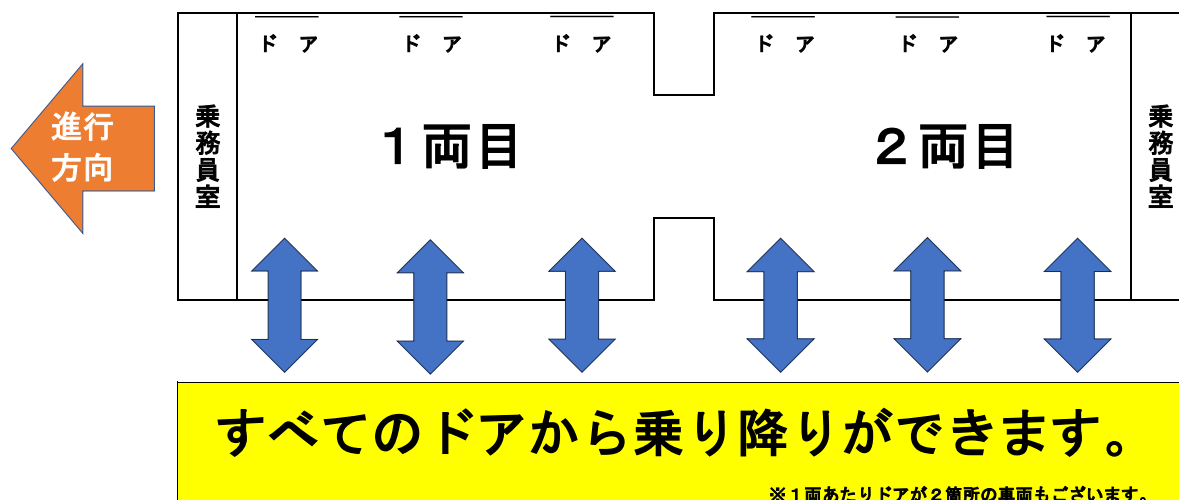 ドア ドア ドア ドア ドア ドア
進行
方向
乗務員室
１両目
２両目
乗務員室
すべてのドアから乗り降りができます。
※１両あたりドアが２箇所の車両もございます。